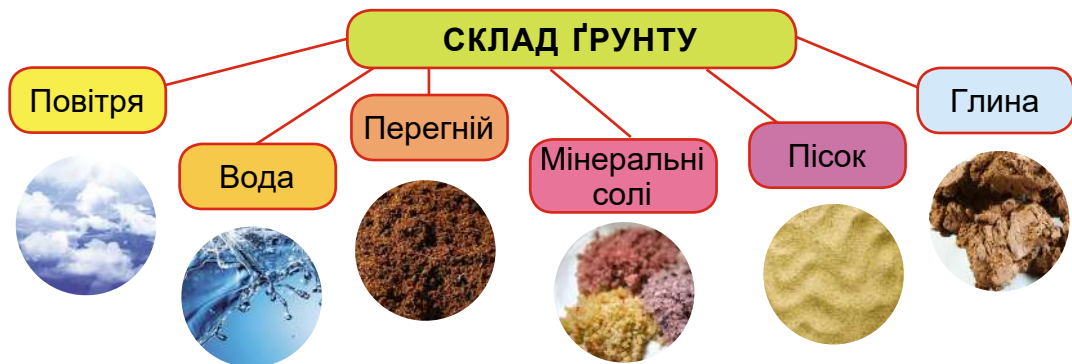 СКЛАД ҐРУНТУ
Повітря
Вода
Перегній
Мінеральні
солі
Пісок
Глина